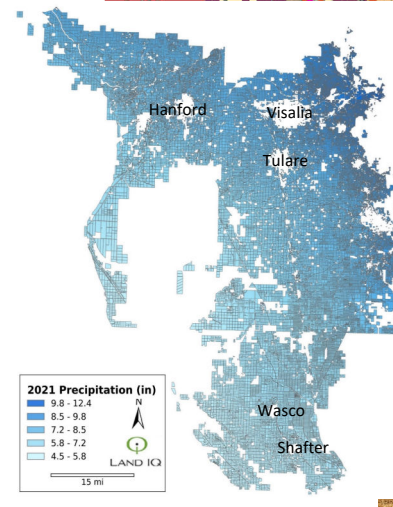 Hanford
Visalia
Tulare
Wasco
Shafter
2021 Precipitation (in)
9.8 - 12.4
8.5 - 9.8
7.2 - 8.5
5.8 - 7.2
4.5 - 5.8
N
LAND IQ
15 mi